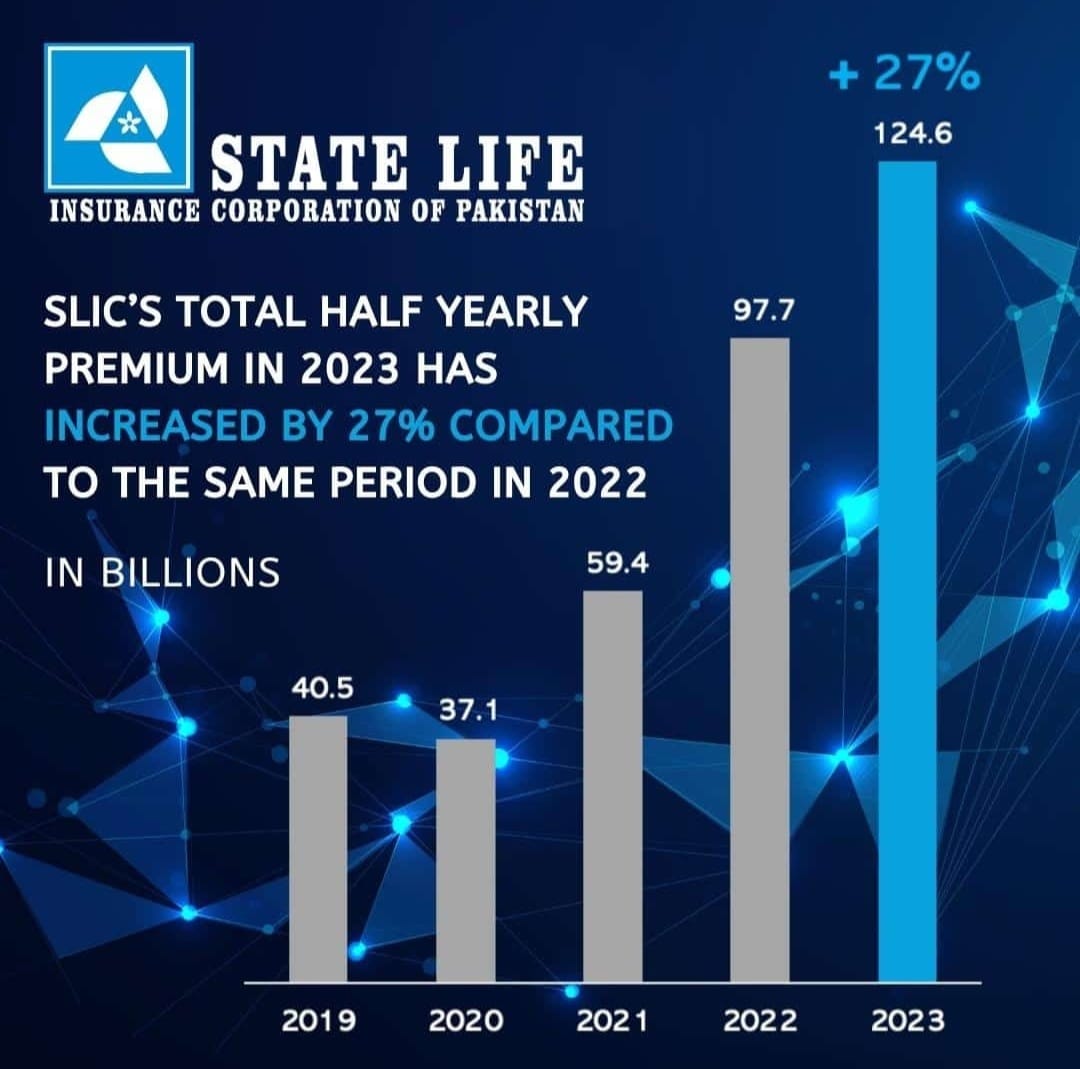 STATE LIFE
INSURANCE CORPORATION OF PAKISTAN
SLIC'S TOTAL HALF YEARLY
PREMIUM IN 2023 HAS
INCREASED BY 27% COMPARED
TO THE SAME PERIOD IN 2022
IN BILLIONS
+ 27%
124.6
97.7
59.4
40.5
37.1
2019 2020 2021 2022 2023